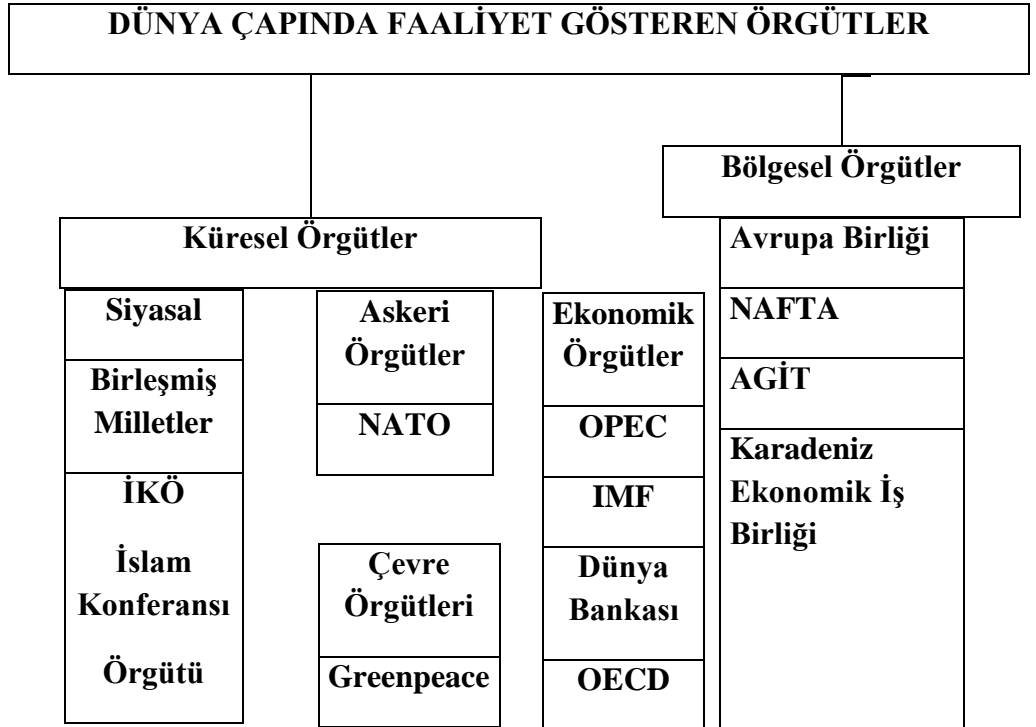 DÜNYA ÇAPINDA FAALİYET GÖSTEREN ÖRGÜTLER
Küresel Örgütler
Siyasal
Birleşmiş
Milletler
İKÖ
İslam
Konferansı
Örgütü
Askeri
Örgütler
NATO
Çevre
Örgütleri
Greenpeace
Ekonomik
Örgütler
OPEC
IMF
Dünya
Bankası
OECD
Bölgesel Örgütler
Avrupa Birliği
NAFTA
AGİT
Karadeniz
Ekonomik İş
Birliği